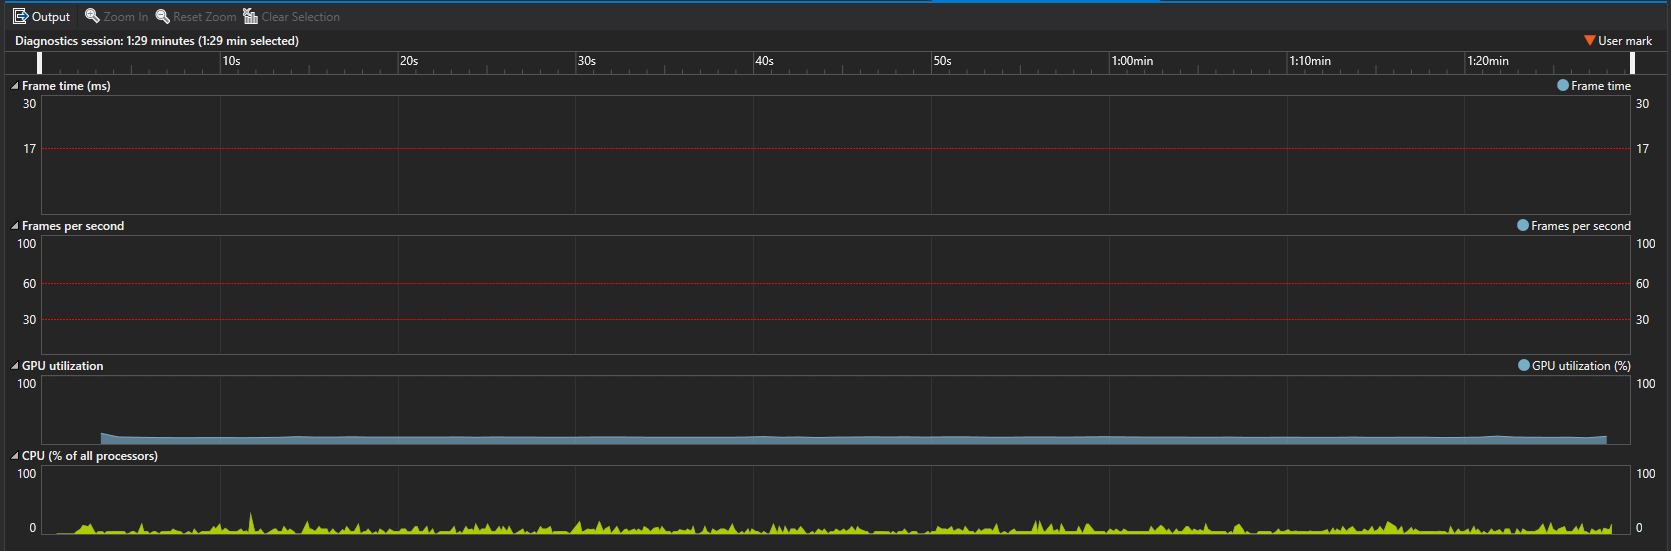 Output Zoom In Reset Zoom Clear Selection
Diagnostics session: 1:29 minutes (1:29 min selected) User mark
10s 20s 30s 40s 50s 1:00min 1:10min 1:20min
Frame time (ms) Frame time
30 30
17 17
Frames per second Frames per second
100 100
60 60
30 30
GPU utilization GPU utilization (%)
100 100
CPU (% of all processors)
100 100
0 0